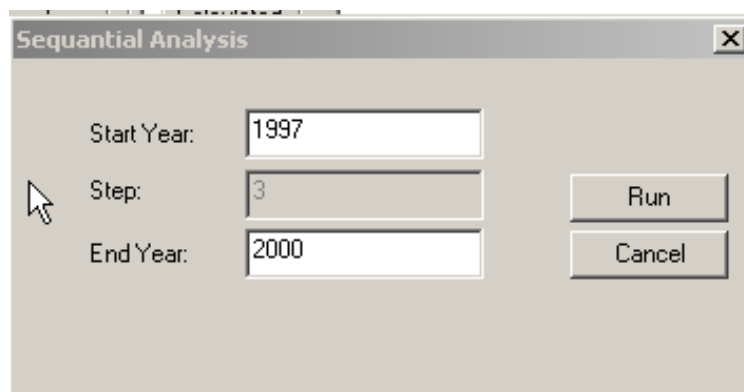 Sequantial Analysis
Start Year: 1997
Step: 3
Run
End Year: 2000
Cancel